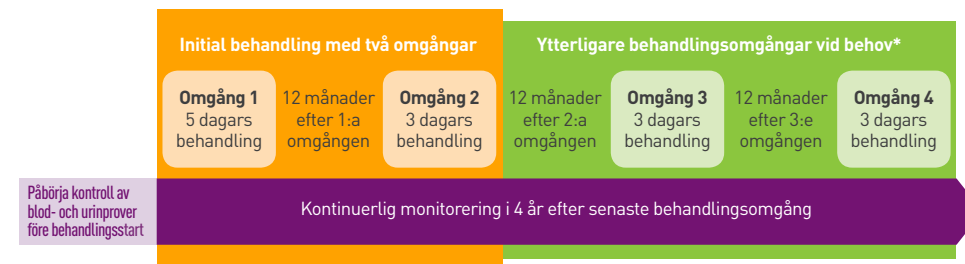 Initial behandling med två omgångar
Ytterligare behandlingsomgångar vid behov*
Omgång 1
5 dagars
behandling
12 månader
efter 1:a
omgången
Omgång 2
3 dagars
behandling
12 månader
efter 2:a
omgången
Omgång 3
3 dagars
behandling
12 månader
efter 3:e
omgången
Omgång 4
3 dagars
behandling
Påbörja kontroll av
blod- och urinprover
före behandlingsstart
Kontinuerlig monitorering i 4 år efter senaste behandlingsomgång